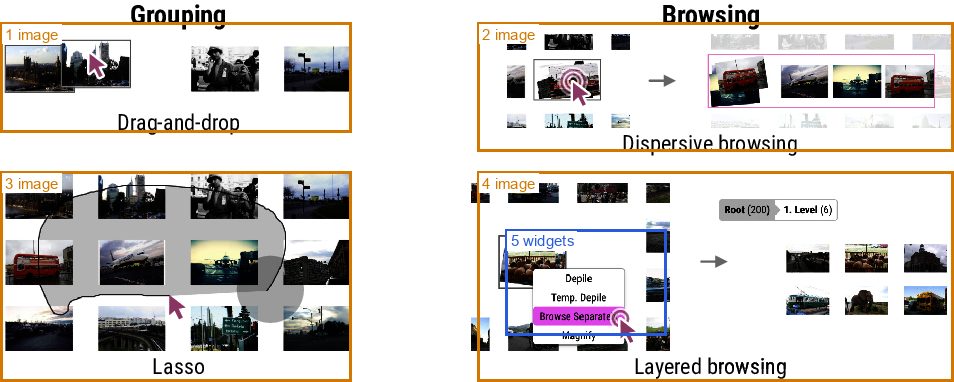 Grouping
Browsing
1 image
Drag-and-drop
2 image
Dispersive browsing
3 image
Lasso
4 image
Root (200) 1. Level (6)
5 widgets
Depile
Temp. Depile
Browse Separate
Magnify
Layered browsing